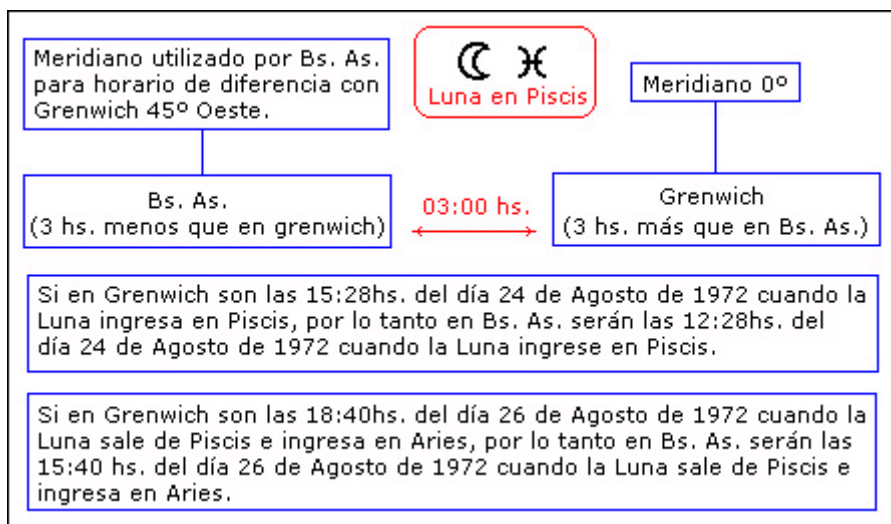 Meridiano utilizado por Bs. As.
para horario de diferencia con
Grenwich 45º Oeste.
Luna en Piscis
Meridiano 0º
Bs. As.
(3 hs. menos que en grenwich)
03:00 hs.
Grenwich
(3 hs. más que en Bs. As.)
Si en Grenwich son las 15:28hs. del día 24 de Agosto de 1972 cuando la
Luna ingresa en Piscis, por lo tanto en Bs. As. serán las 12:28hs. del
día 24 de Agosto de 1972 cuando la Luna ingrese en Piscis.
Si en Grenwich son las 18:40hs. del día 26 de Agosto de 1972 cuando la
Luna sale de Piscis e ingresa en Aries, por lo tanto en Bs. As. serán las
15:40 hs. del día 26 de Agosto de 1972 cuando la Luna sale de Piscis e
ingresa en Aries.